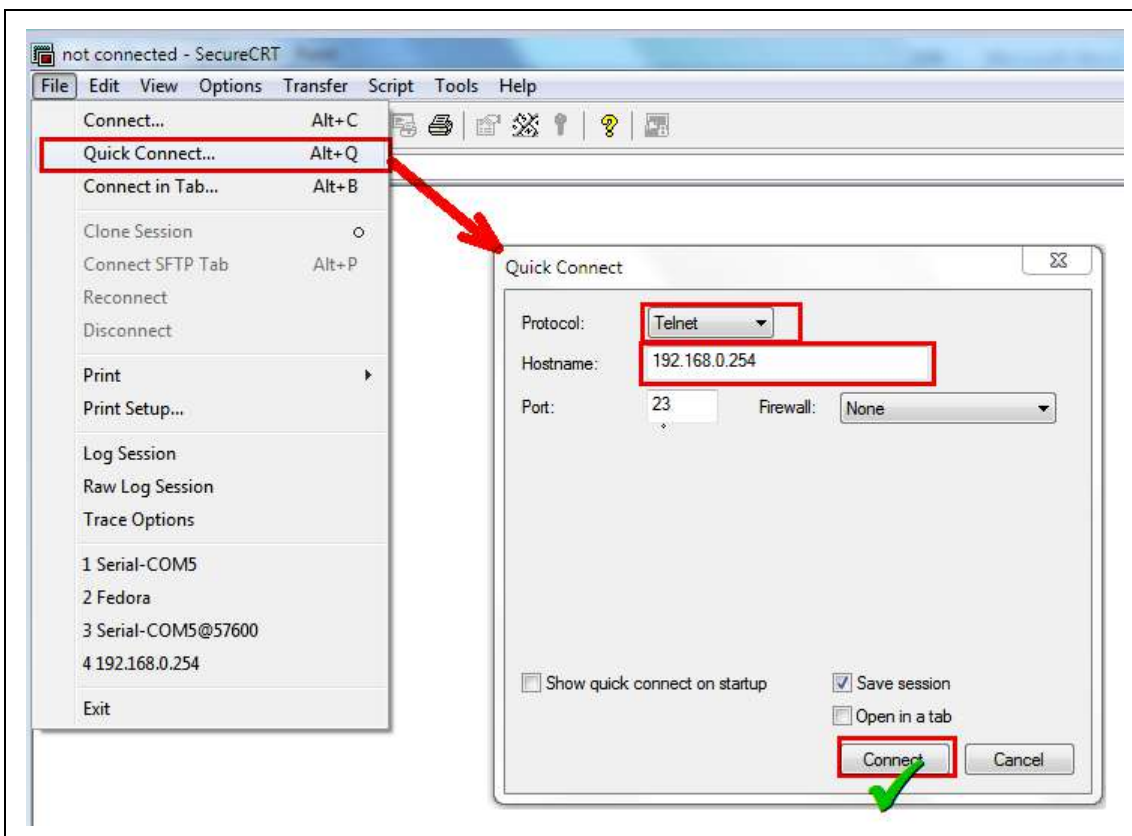 not connected - SecureCRT
File Edit View Options Transfer Script Tools Help
Connect... Alt+C
Quick Connect... Alt+Q
Connect in Tab... Alt+B
Clone Session
Connect SFTP Tab Alt+P
Reconnect
Disconnect
Print
Print Setup...
Log Session
Raw Log Session
Trace Options
1 Serial-COM5
2 Fedora
3 Serial-COM5@57600
4 192.168.0.254
Exit
Quick Connect
Protocol: Telnet
Hostname: 192.168.0.254
Port: 23 Firewall: None
Show quick connect on startup Save session
Open in a tab
Connect Cancel